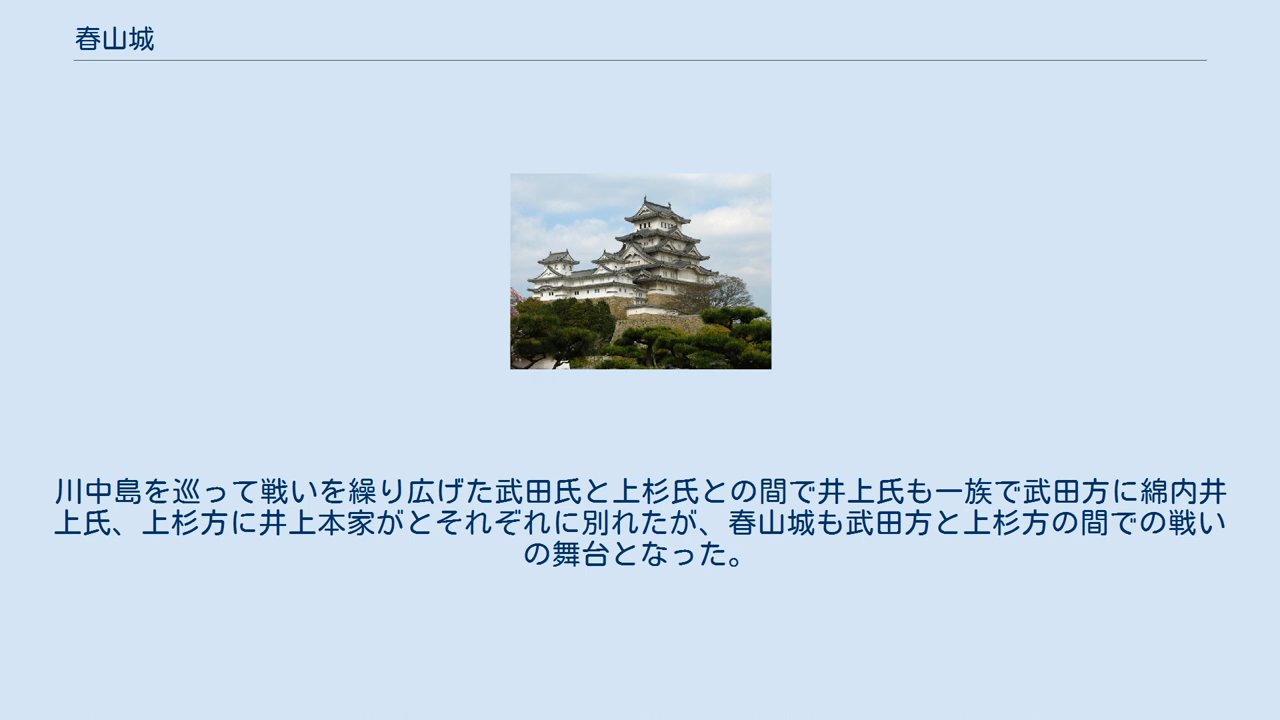 春山城
川中島を巡って戦いを繰り広げた武田氏と上杉氏との間で井上氏も一族で武田方に綿内井
上氏、上杉方に井上本家がとそれぞれに別れたが、春山城も武田方と上杉方の間での戦い
の舞台となった。